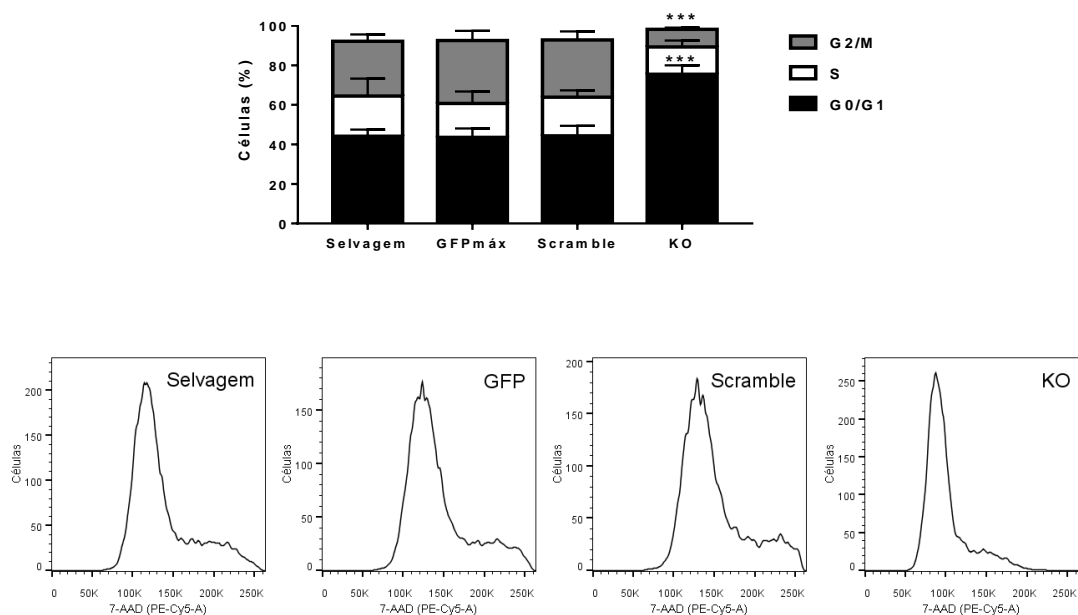 100
80
60
40
20
0
Células (%)
***
***
G2/M
S
G0/G1
Selvagem GFPmáx Scramble KO
Selvagem
200
150
100
50
0
Células
0 50K 100K 150K 200K 250K
7-AAD (PE-Cy5-A)
GFP
150
100
50
0
Células
0 50K 100K 150K 200K 250K
7-AAD (PE-Cy5-A)
Scramble
200
150
100
50
0
Células
0 50K 100K 150K 200K 250K
7-AAD (PE-Cy5-A)
KO
250
200
150
100
50
0
Células
0 50K 100K 150K 200K 250K
7-AAD (PE-Cy5-A)